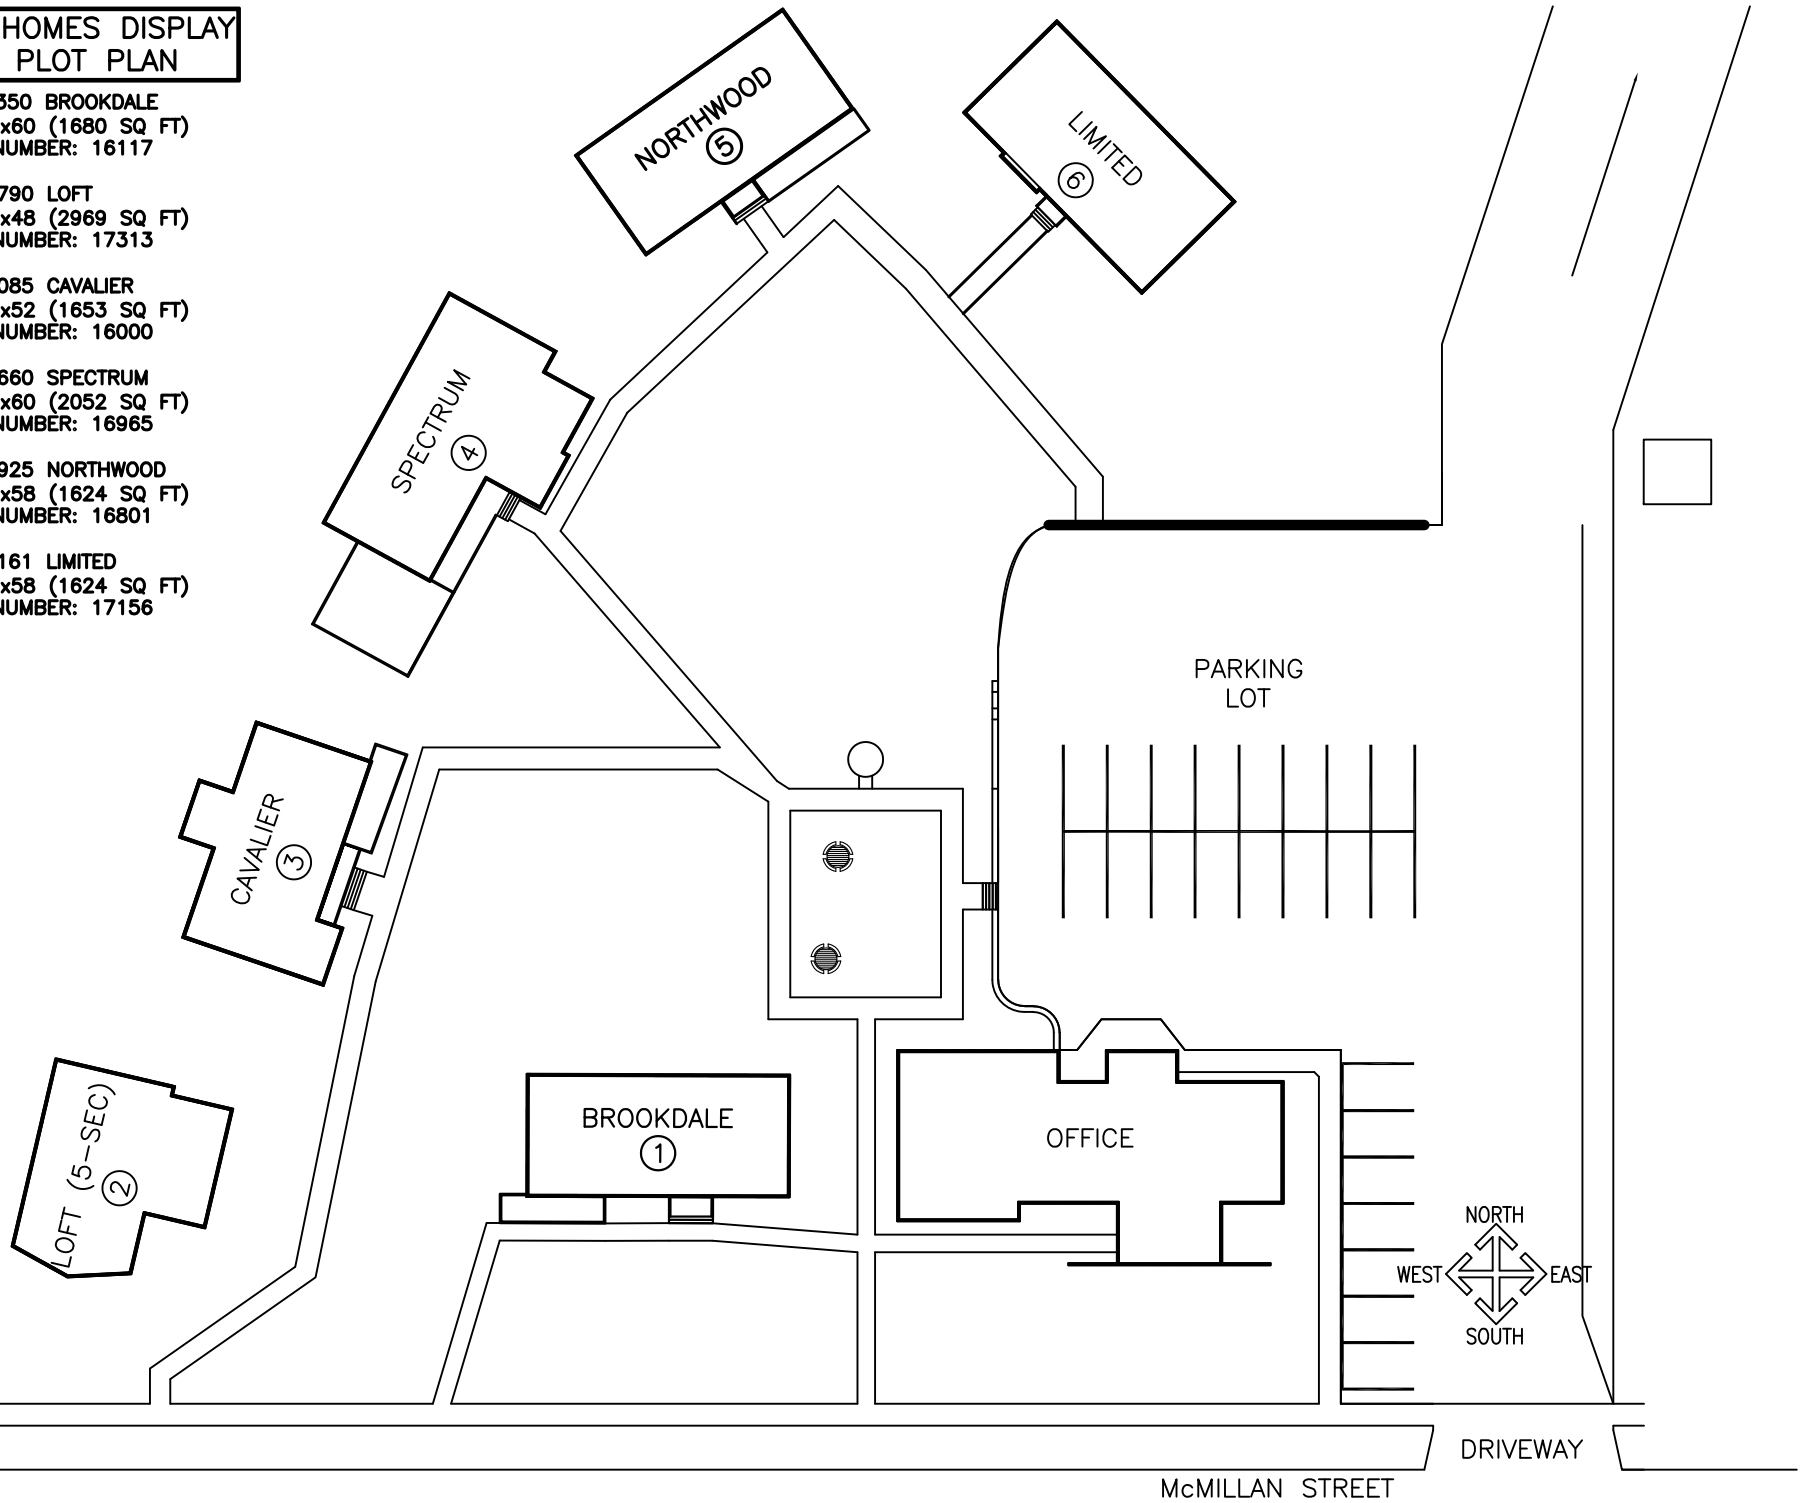 HOMES DISPLAY
PLOT PLAN
350 BROOKDALE
x60 (1680 SQ FT)
NUMBER: 16117
790 LOFT
x48 (2969 SQ FT)
NUMBER: 17313
085 CAVALIER
x52 (1653 SQ FT)
NUMBER: 16000
660 SPECTRUM
x60 (2052 SQ FT)
NUMBER: 16965
925 NORTHWOOD
x58 (1624 SQ FT)
NUMBER: 16801
161 LIMITED
x58 (1624 SQ FT)
NUMBER: 17156
NORTHWOOD
5
LIMITED
6
SPECTRUM
4
PARKING
LOT
CAVALIER
3
LOFT (5-SEC)
2
BROOKDALE
1
OFFICE
NORTH
WEST
EAST
SOUTH
DRIVEWAY
McMILLAN STREET